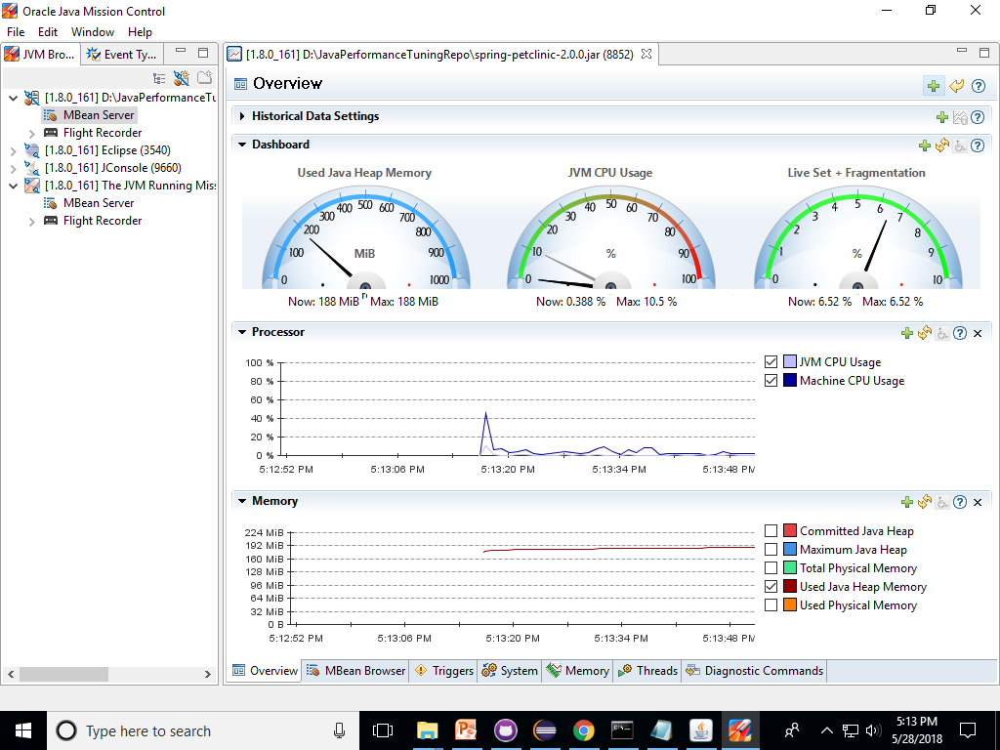 Oracle Java Mission Control
File Edit Window Help
JVM Bro... Event Ty...
[1.8.0_161] D:\JavaPerformanceTu
MBean Server
Flight Recorder
[1.8.0_161] Eclipse (3540)
[1.8.0_161] JConsole (9660)
[1.8.0_161] The JVM Running Miss
MBean Server
Flight Recorder
[1.8.0_161] D:\JavaPerformanceTuningRepo\spring-petclinic-2.0.0.jar (8852)
Overview
Historical Data Settings
Dashboard
Used Java Heap Memory
0 100 200 300 400 500 600 700 800 900 1000
MiB
Now: 188 MiB Max: 188 MiB
JVM CPU Usage
0 10 20 30 40 50 60 70 80 90 100
%
Now: 0.388 % Max: 10.5 %
Live Set + Fragmentation
0 1 2 3 4 5 6 7 8 9 10
%
Now: 6.52 % Max: 6.52 %
Processor
100 %
80 %
60 %
40 %
20 %
0 %
5:12:52 PM 5:13:06 PM 5:13:20 PM 5:13:34 PM 5:13:48 PM
JVM CPU Usage
Machine CPU Usage
Memory
224 MiB
192 MiB
160 MiB
128 MiB
96 MiB
64 MiB
32 MiB
0 B
5:12:52 PM 5:13:06 PM 5:13:20 PM 5:13:34 PM 5:13:48 PM
Committed Java Heap
Maximum Java Heap
Total Physical Memory
Used Java Heap Memory
Used Physical Memory
Overview MBean Browser Triggers System Memory Threads Diagnostic Commands
Type here to search
5:13 PM
5/28/2018